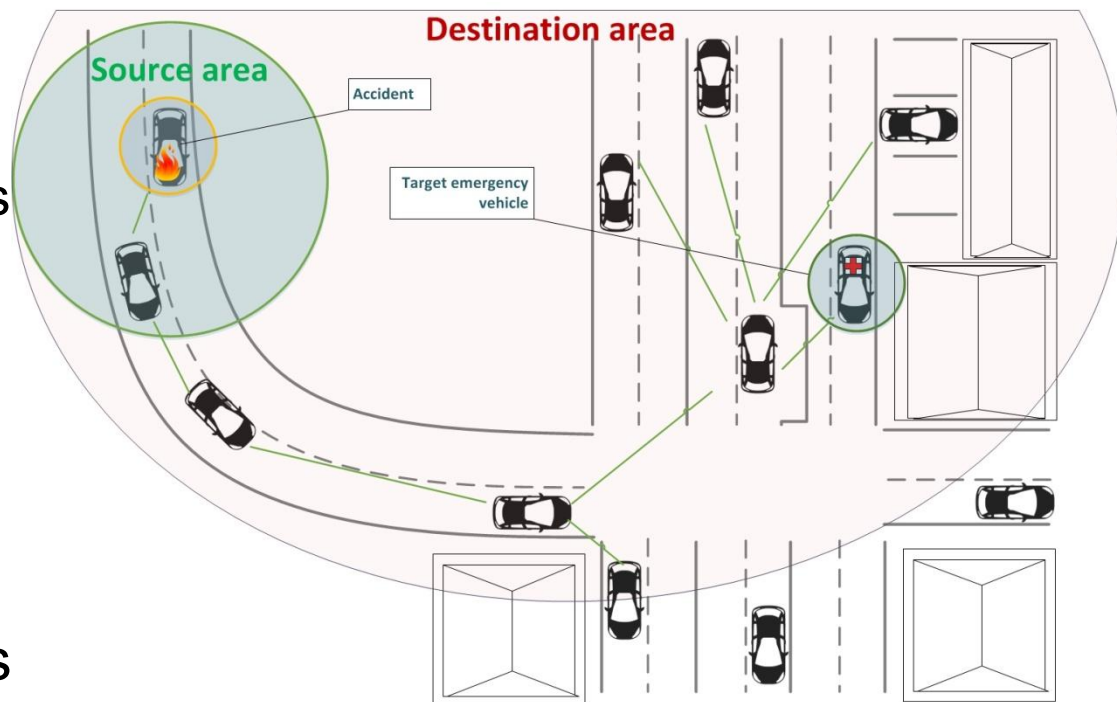 Destination area
Source area
Accident
Target emergency
vehicle
s
s